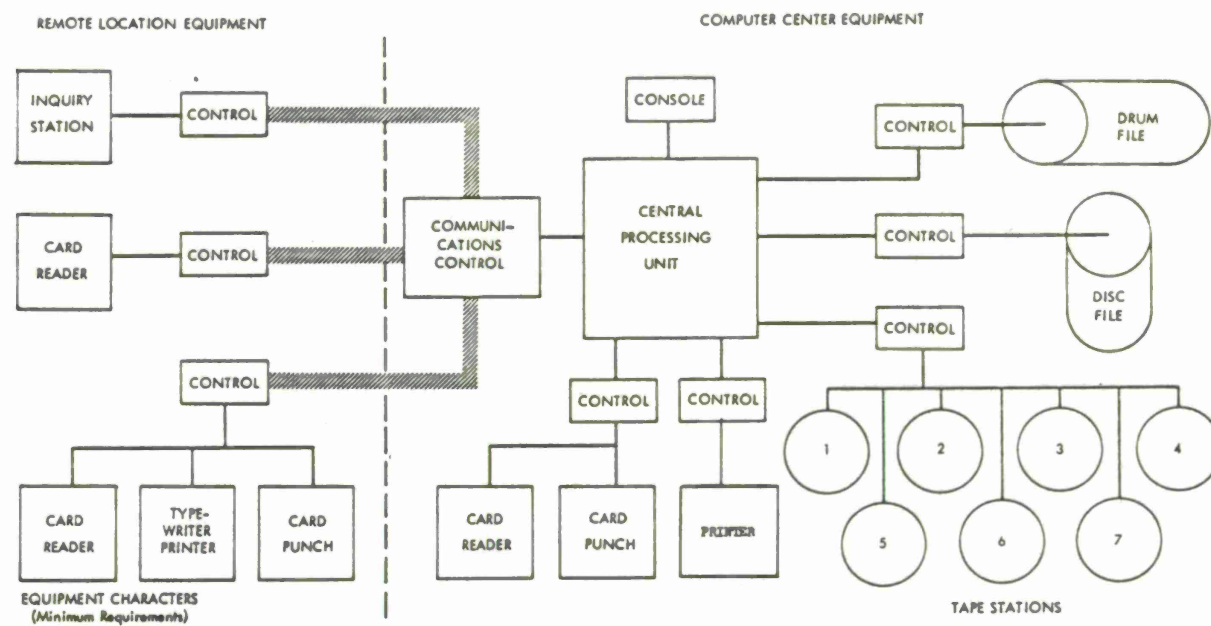 REMOTE LOCATION EQUIPMENT
COMPUTER CENTER EQUIPMENT
INQUIRY
STATION
CONTROL
CONSOLE
CONTROL
DRUM
FILE
CARD
READER
CONTROL
COMMUNI-
CATIONS
CONTROL
CENTRAL
PROCESSING
UNIT
CONTROL
DISC
FILE
CONTROL
CONTROL
CONTROL
CONTROL
1
2
3
4
5
6
7
CARD
READER
TYPE-
WRITER
PRINTER
CARD
PUNCH
CARD
READER
CARD
PUNCH
PRINTER
EQUIPMENT CHARACTERS
(Minimum Requirements)
TAPE STATIONS